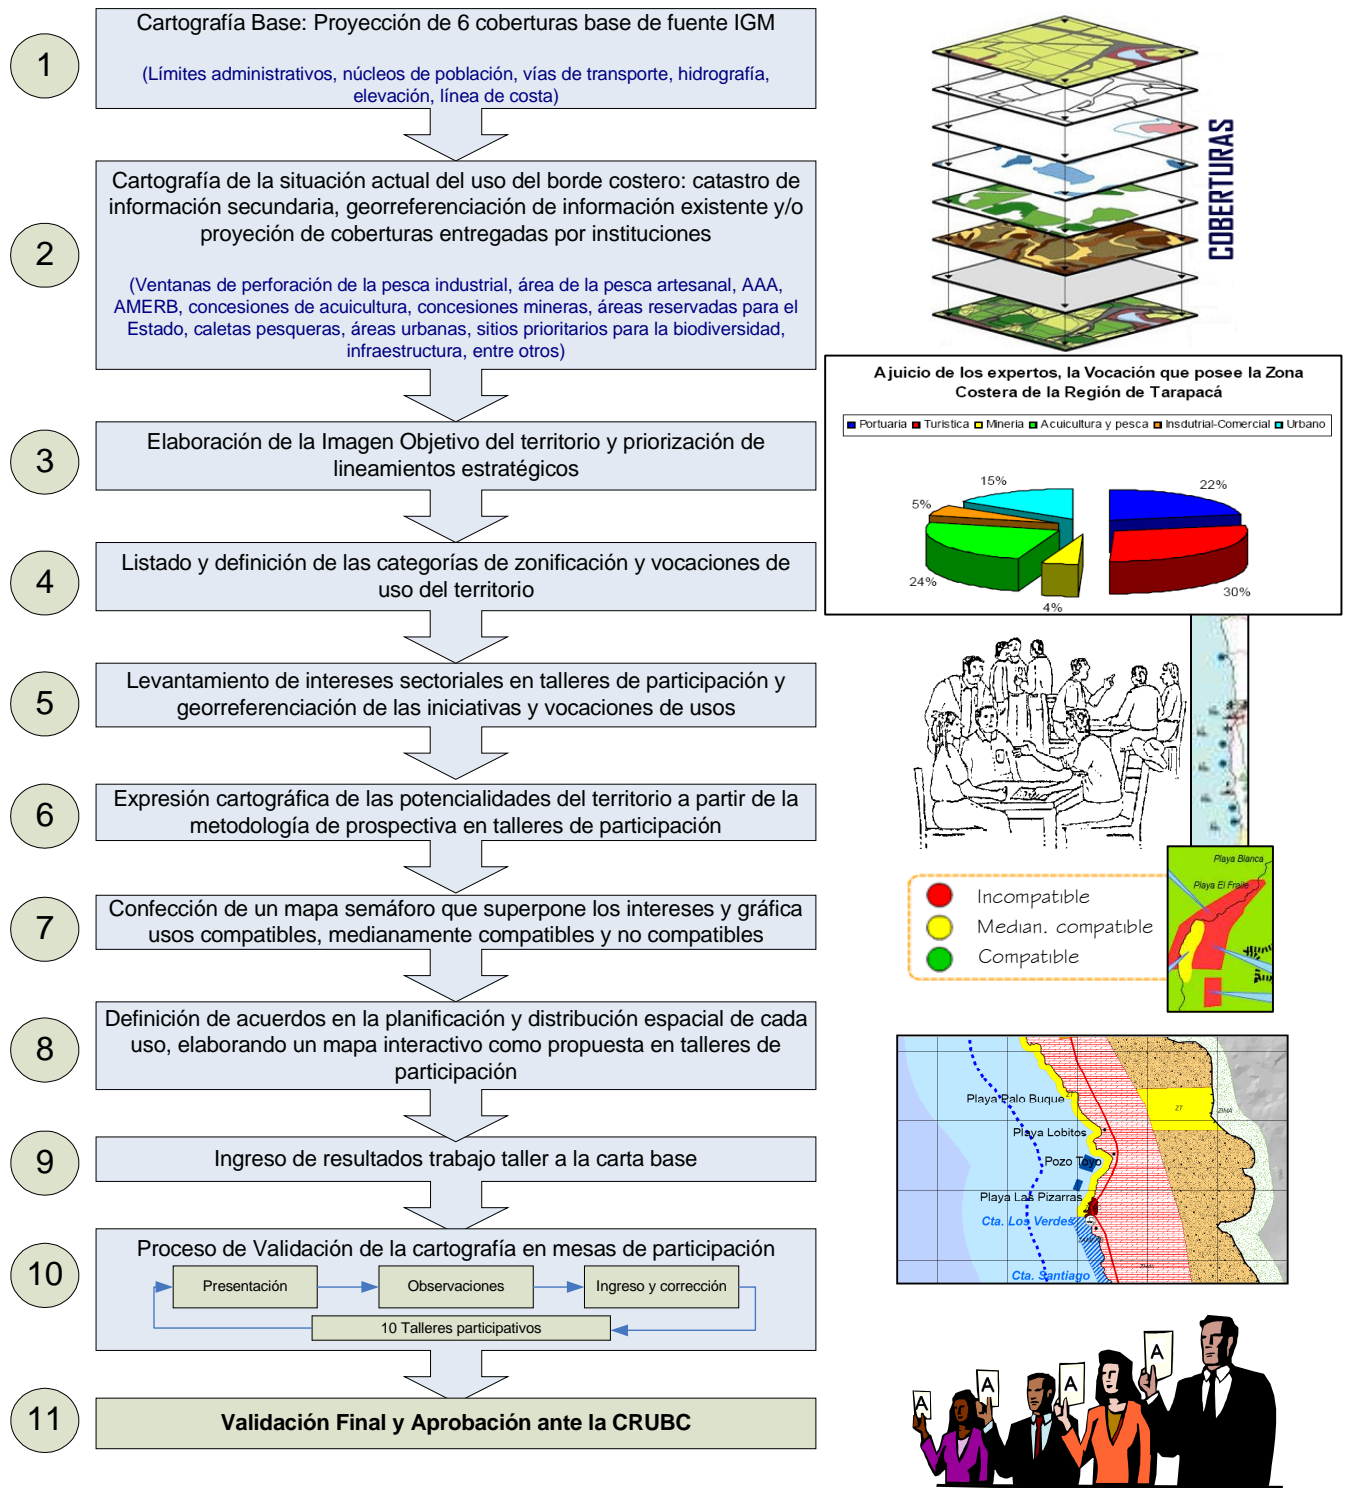 1
Cartografía Base: Proyección de 6 coberturas base de fuente IGM
(Límites administrativos, núcleos de población, vías de transporte, hidrografía,
elevación, línea de costa)
2
Cartografía de la situación actual del uso del borde costero: catastro de
información secundaria, georreferenciación de información existente y/o
proyeción de coberturas entregadas por instituciones
(Ventanas de perforación de la pesca industrial, área de la pesca artesanal, AAA,
AMERB, concesiones de acuicultura, concesiones mineras, áreas reservadas para el
Estado, caletas pesqueras, áreas urbanas, sitios prioritarios para la biodiversidad,
infraestructura, entre otros)
3
Elaboración de la Imagen Objetivo del territorio y priorización de
lineamientos estratégicos
4
Listado y definición de las categorías de zonificación y vocaciones de
uso del territorio
5
Levantamiento de intereses sectoriales en talleres de participación y
georreferenciación de las iniciativas y vocaciones de usos
6
Expresión cartográfica de las potencialidades del territorio a partir de la
metodología de prospectiva en talleres de participación
7
Confección de un mapa semáforo que superpone los intereses y gráfica
usos compatibles, medianamente compatibles y no compatibles
8
Definición de acuerdos en la planificación y distribución espacial de cada
uso, elaborando un mapa interactivo como propuesta en talleres de
participación
9
Ingreso de resultados trabajo taller a la carta base
10
Proceso de Validación de la cartografía en mesas de participación
Presentación
Observaciones
Ingreso y corrección
10 Talleres participativos
11
Validación Final y Aprobación ante la CRUBC
COBERTURAS
A juicio de los expertos, la Vocación que posee la Zona
Costera de la Región de Tarapacá
Portuaria Turistica Mineria Acuicultura y pesca Insdutrial-Comercial Urbano
15%
22%
5%
24%
4%
30%
Playa Blanca
Playa El Fraile
Incompatible
Median. compatible
Compatible
Playa Palo Buque
ZT
ZT
ZIMA
Playa Lobitos
Pozo Toyo
Playa Las Pizarras
Cta. Los Verdes
Cta. Santiago
A
A
A
A